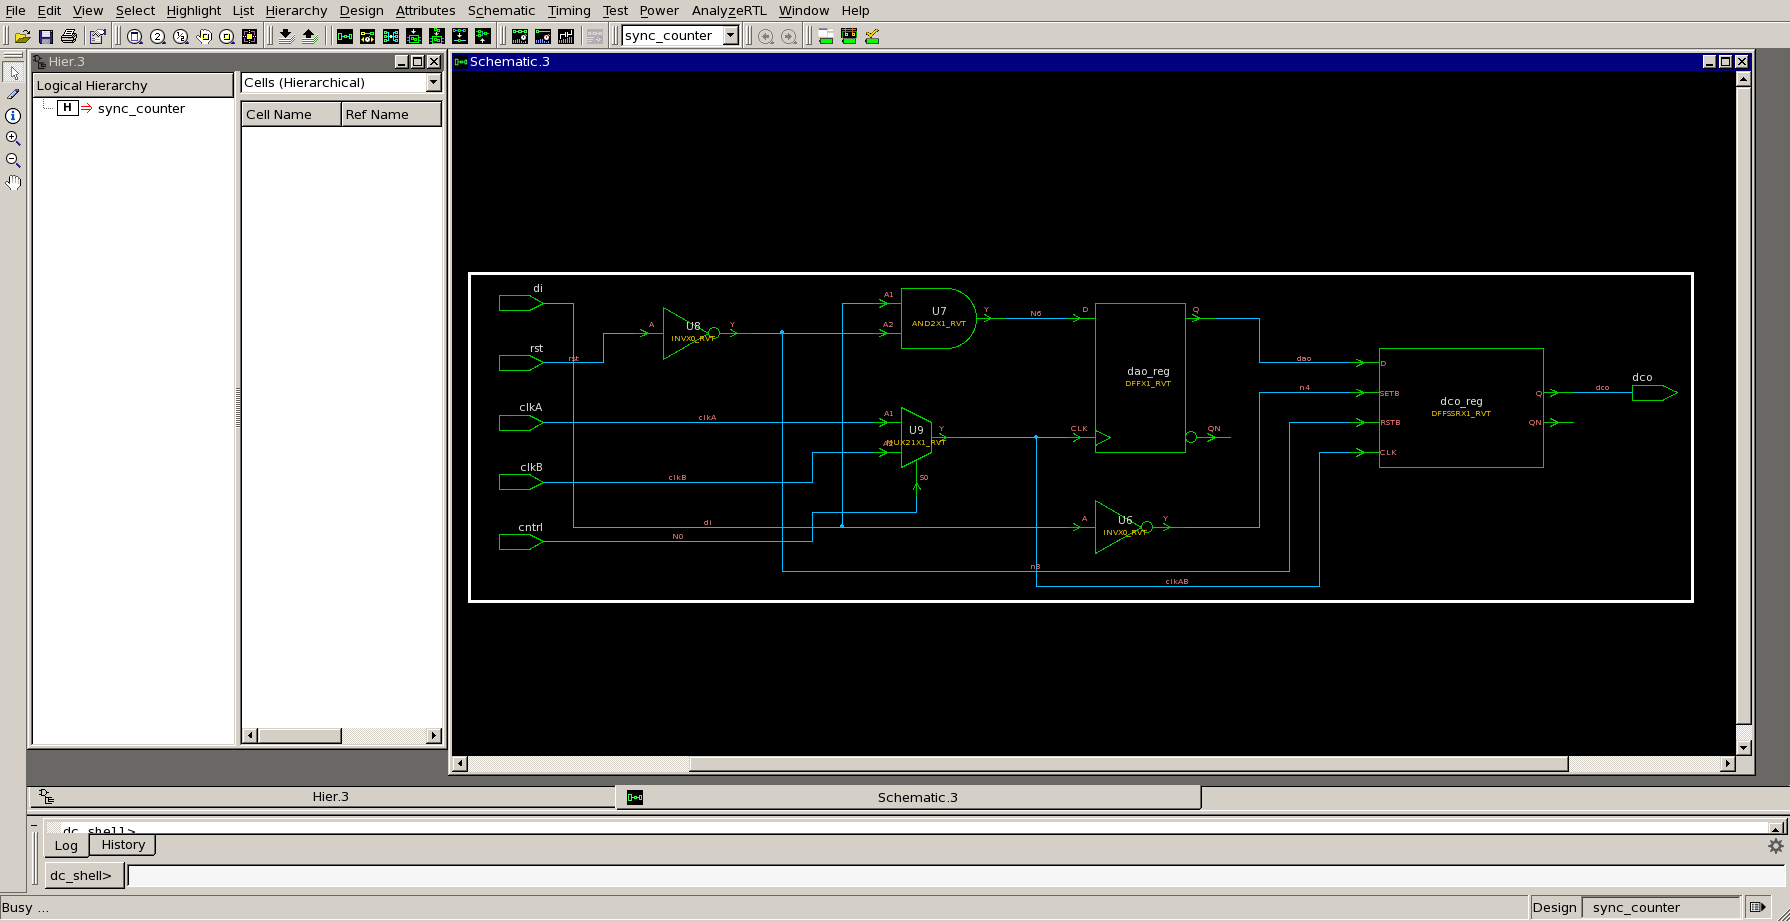 File Edit View Select Highlight List Hierarchy Design Attributes Schematic Timing Test Power AnalyzeRTL Window Help
sync_counter
Hier.3
Schematic.3
Logical Hierarchy
Cells (Hierarchical)
H sync_counter
Cell Name Ref Name
di
rst
clkA
clkB
cntrl
rst
A
U8
INVX0_RVT
Y
A1
A2
U7
AND2X1_RVT
Y
N6
D
Q
dao_reg
DFFX1_RVT
CLK
QN
clkA
A1
U9
MUX21X1_RVT
Y
clkB
S0
di
N0
A
U6
INVX0_RVT
Y
n3
clkAB
dao
n4
D
SETB
RSTB
CLK
dco_reg
DFFSSRX1_RVT
Q
QN
dco
dco
Hier.3
Schematic.3
dc_shell>
Log History
dc_shell>
Busy ...
Design sync_counter